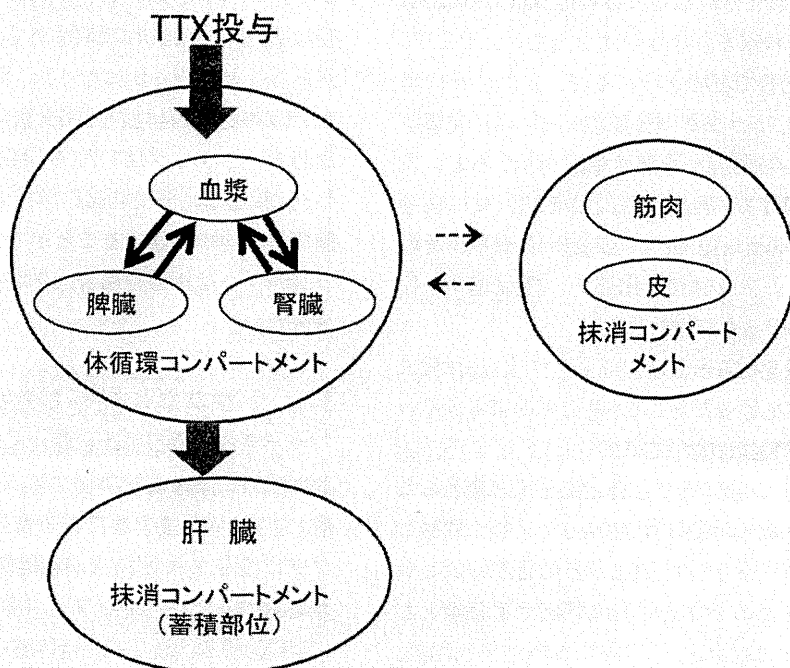 TTX投与
血漿
脾臓
腎臓
体循環コンパートメント
筋肉
皮
抹消コンパート
メント
肝 臓
抹消コンパートメント
(蓄積部位)